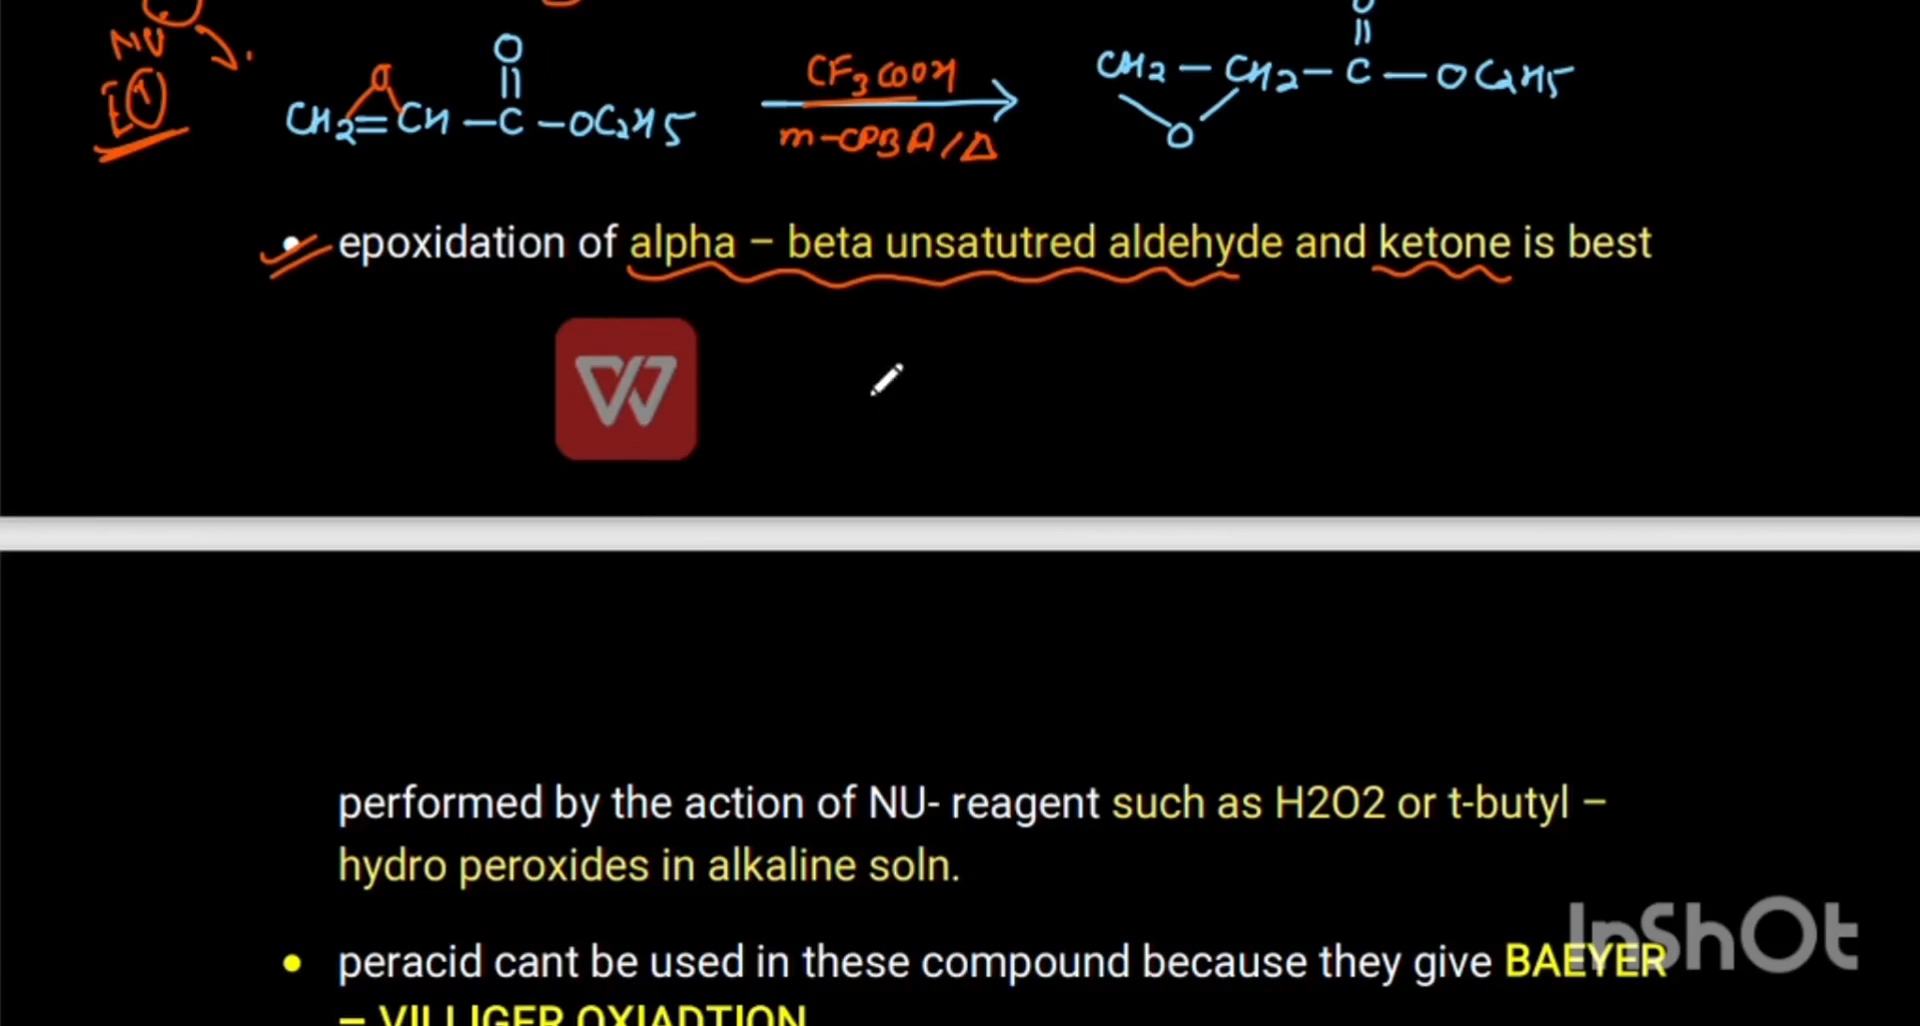 NU
E⊕
O
||
CH2=CH-C-OC2H5
O
CF3COOH
m-CPBA/Δ
O
||
CH2-CH2-C-OC2H5
O
epoxidation of alpha – beta unsatutred aldehyde and ketone is best
W
performed by the action of NU- reagent such as H2O2 or t-butyl –
hydro peroxides in alkaline soln.
InShOt
• peracid cant be used in these compound because they give BAEYER
– VILLIGER OXIADTION